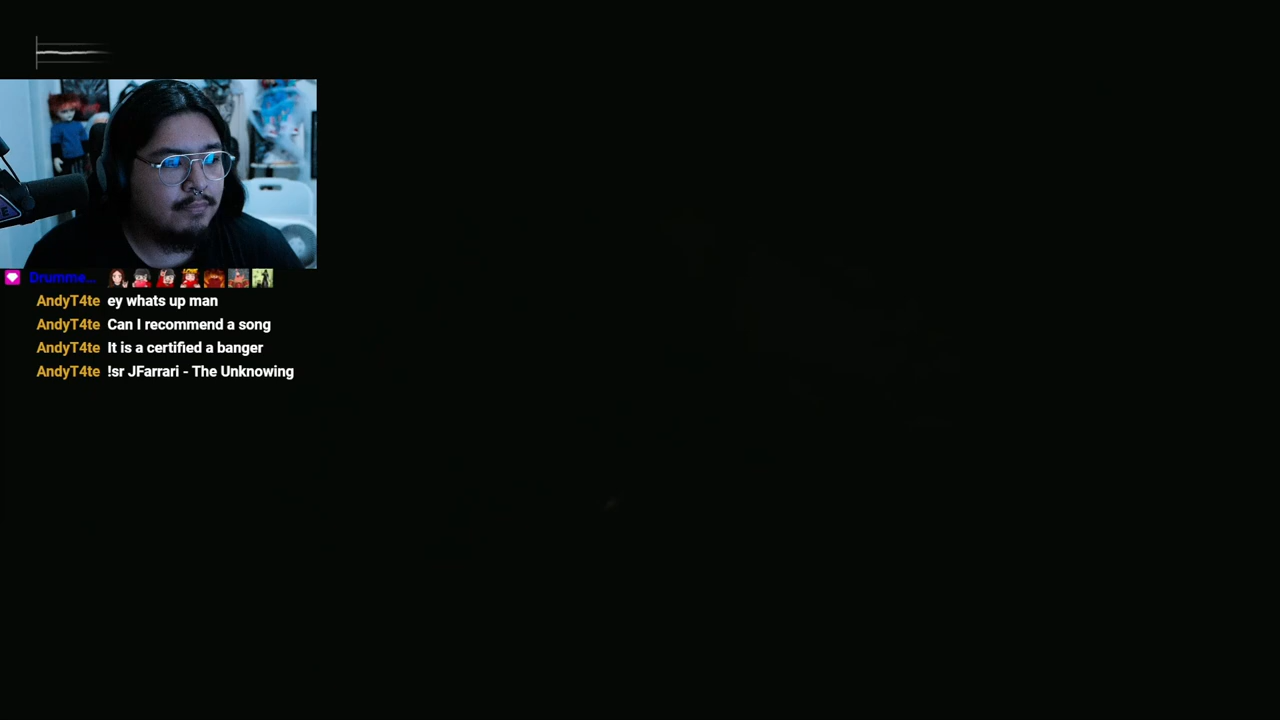 Drumme...
AndyT4te ey whats up man
AndyT4te Can I recommend a song
AndyT4te It is a certified a banger
AndyT4te !sr JFarrari - The Unknowing